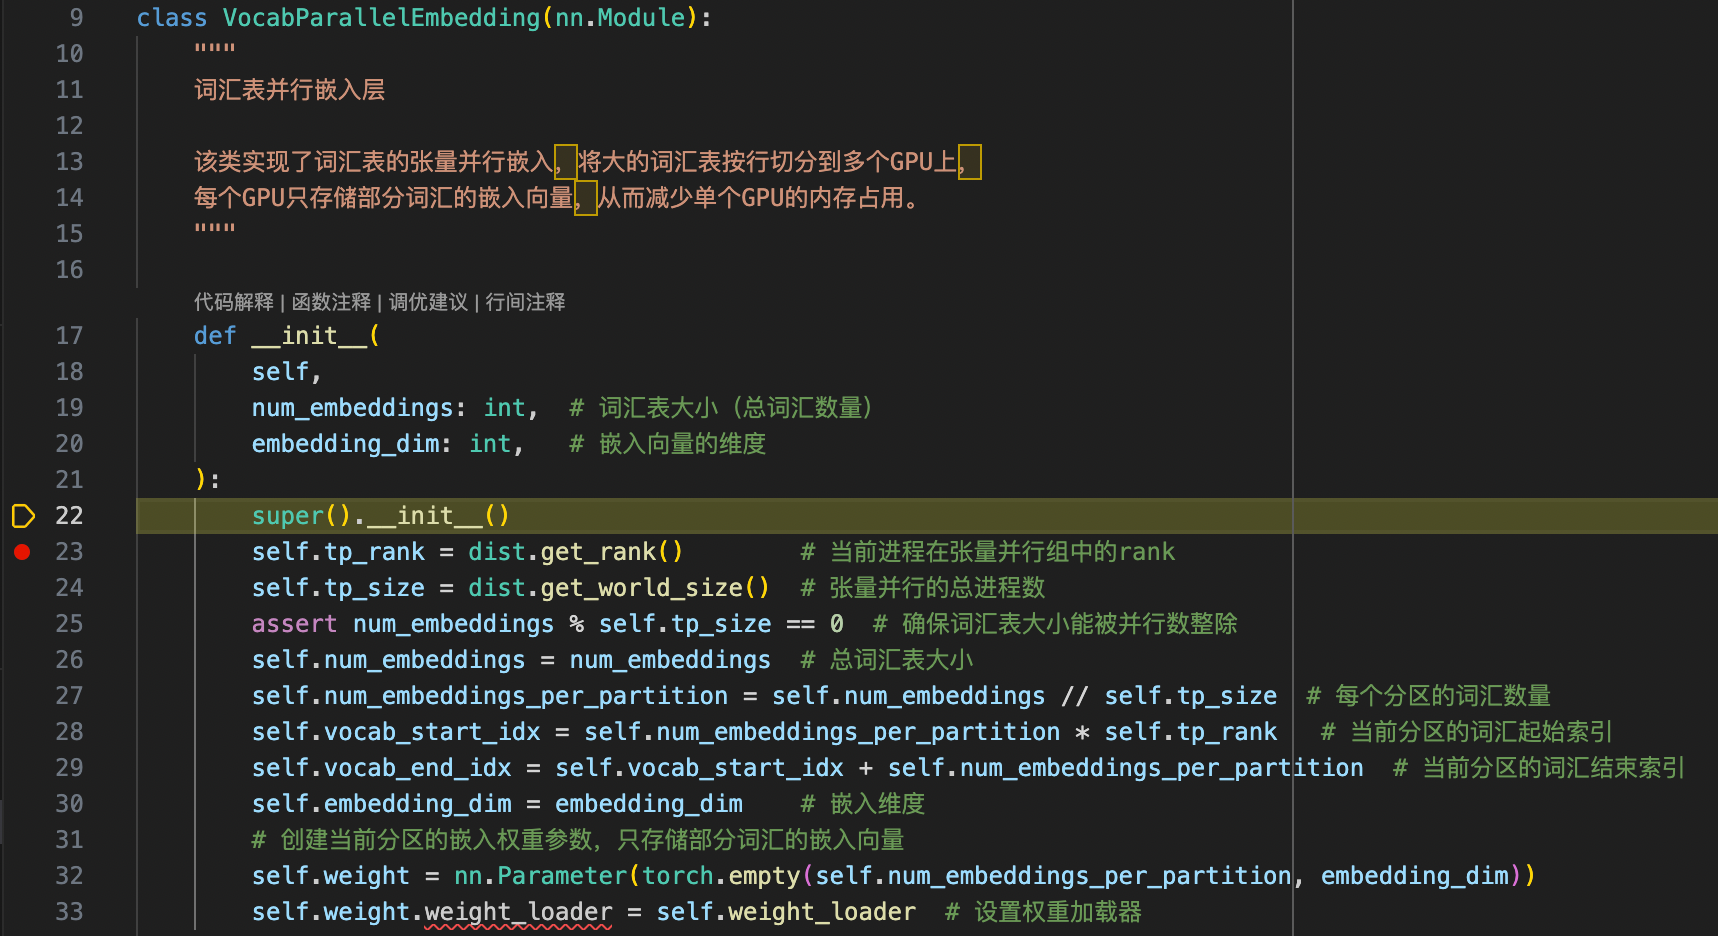 9 class VocabParallelEmbedding(nn.Module):
10 """
11 词汇表并行嵌入层
12
13 该类实现了词汇表的张量并行嵌入，将大的词汇表按行切分到多个GPU上，
14 每个GPU只存储部分词汇的嵌入向量，从而减少单个GPU的内存占用。
15 """
16
代码解释 | 函数注释 | 调优建议 | 行间注释
17 def __init__(
18 self,
19 num_embeddings: int,  # 词汇表大小（总词汇数量）
20 embedding_dim: int,   # 嵌入向量的维度
21 ):
22 super().__init__()
23 self.tp_rank = dist.get_rank()        # 当前进程在张量并行组中的rank
24 self.tp_size = dist.get_world_size()  # 张量并行的总进程数
25 assert num_embeddings % self.tp_size == 0  # 确保词汇表大小能被并行数整除
26 self.num_embeddings = num_embeddings  # 总词汇表大小
27 self.num_embeddings_per_partition = self.num_embeddings // self.tp_size  # 每个分区的词汇数量
28 self.vocab_start_idx = self.num_embeddings_per_partition * self.tp_rank   # 当前分区的词汇起始索引
29 self.vocab_end_idx = self.vocab_start_idx + self.num_embeddings_per_partition  # 当前分区的词汇结束索引
30 self.embedding_dim = embedding_dim    # 嵌入维度
31 # 创建当前分区的嵌入权重参数，只存储部分词汇的嵌入向量
32 self.weight = nn.Parameter(torch.empty(self.num_embeddings_per_partition, embedding_dim))
33 self.weight.weight_loader = self.weight_loader  # 设置权重加载器